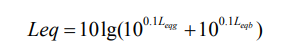 Leq = 10lg(10^{0.1L_{eqg}} + 10^{0.1L_{eqb}})